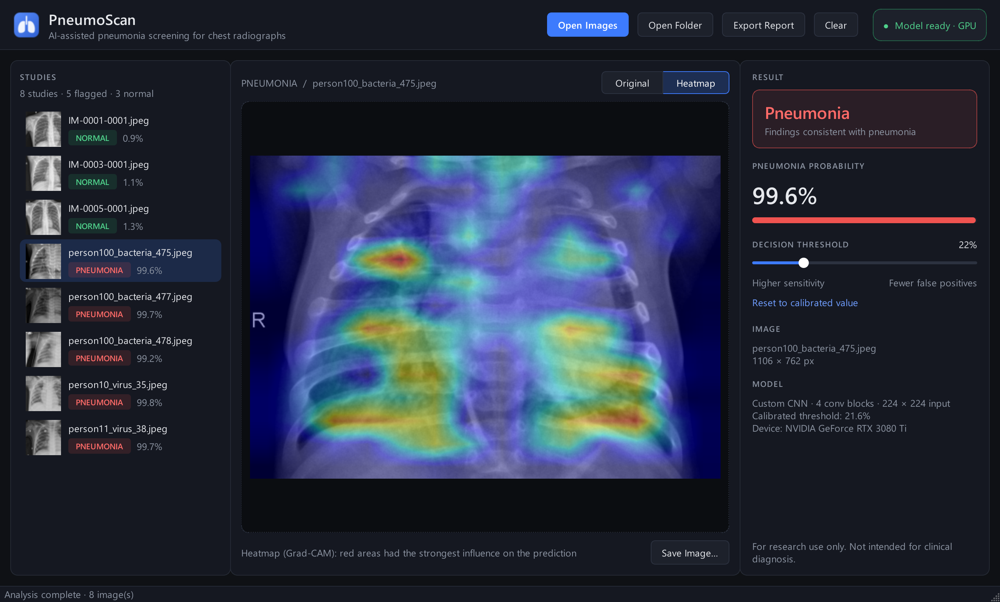 PneumoScan
AI-assisted pneumonia screening for chest radiographs
Open Images
Open Folder
Export Report
Clear
● Model ready · GPU
STUDIES
8 studies · 5 flagged · 3 normal
IM-0001-0001.jpeg
NORMAL 0.9%
IM-0003-0001.jpeg
NORMAL 1.1%
IM-0005-0001.jpeg
NORMAL 1.3%
person100_bacteria_475.jpeg
PNEUMONIA 99.6%
person100_bacteria_477.jpeg
PNEUMONIA 99.7%
person100_bacteria_478.jpeg
PNEUMONIA 99.2%
person10_virus_35.jpeg
PNEUMONIA 99.8%
person11_virus_38.jpeg
PNEUMONIA 99.7%
PNEUMONIA / person100_bacteria_475.jpeg
Original
Heatmap
R
Heatmap (Grad-CAM): red areas had the strongest influence on the prediction
Save Image...
RESULT
Pneumonia
Findings consistent with pneumonia
PNEUMONIA PROBABILITY
99.6%
DECISION THRESHOLD 22%
Higher sensitivity Fewer false positives
Reset to calibrated value
IMAGE
person100_bacteria_475.jpeg
1106 × 762 px
MODEL
Custom CNN · 4 conv blocks · 224 × 224 input
Calibrated threshold: 21.6%
Device: NVIDIA GeForce RTX 3080 Ti
For research use only. Not intended for clinical
diagnosis.
Analysis complete · 8 image(s)